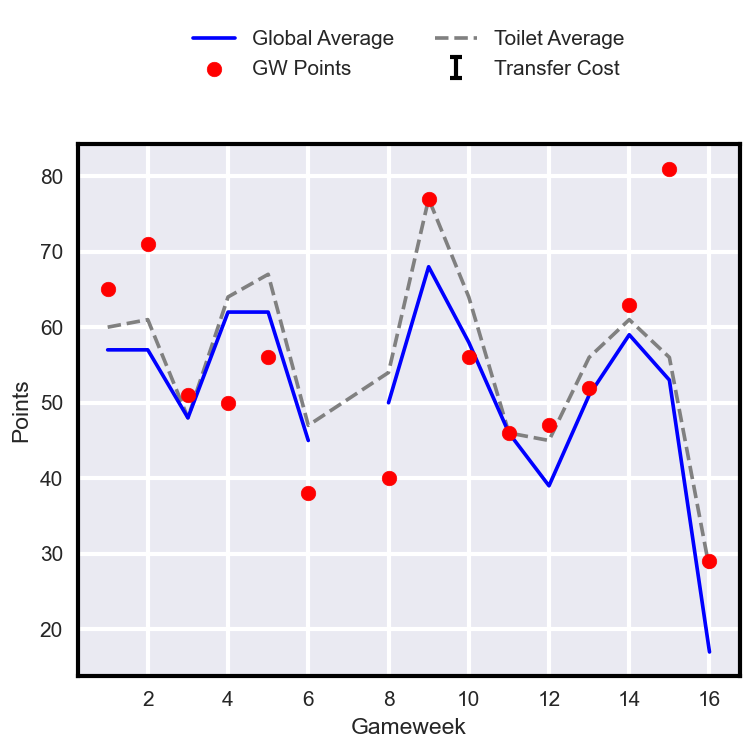 Global Average
Toilet Average
GW Points
Transfer Cost
80
70
60
50
40
30
20
Points
2 4 6 8 10 12 14 16
Gameweek